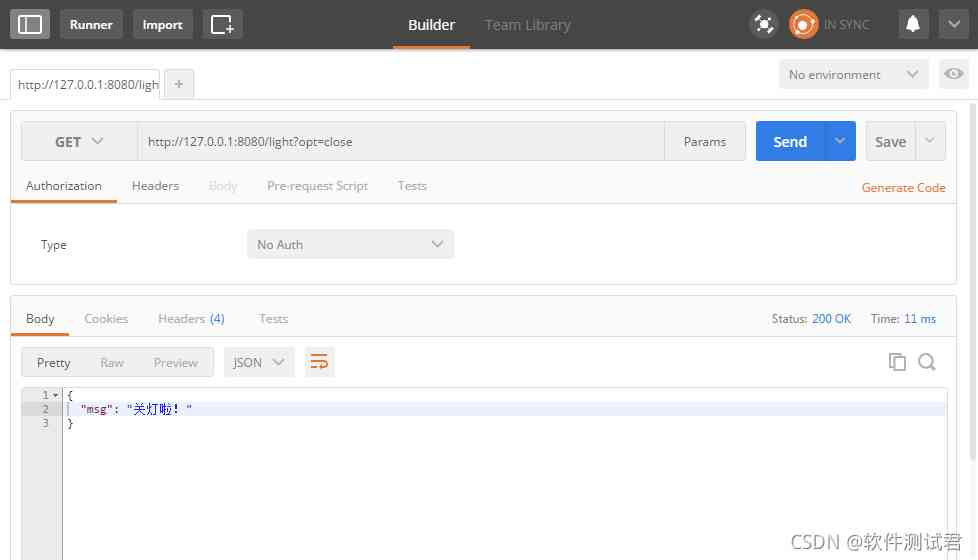 Runner Import Builder Team Library IN SYNC
http://127.0.0.1:8080/ligh + No environment
GET http://127.0.0.1:8080/light?opt=close Params Send Save
Authorization Headers Body Pre-request Script Tests Generate Code
Type No Auth
Body Cookies Headers (4) Tests Status: 200 OK Time: 11 ms
Pretty Raw Preview JSON
1 {
2 "msg": "关灯啦！"
3 }
CSDN @软件测试君